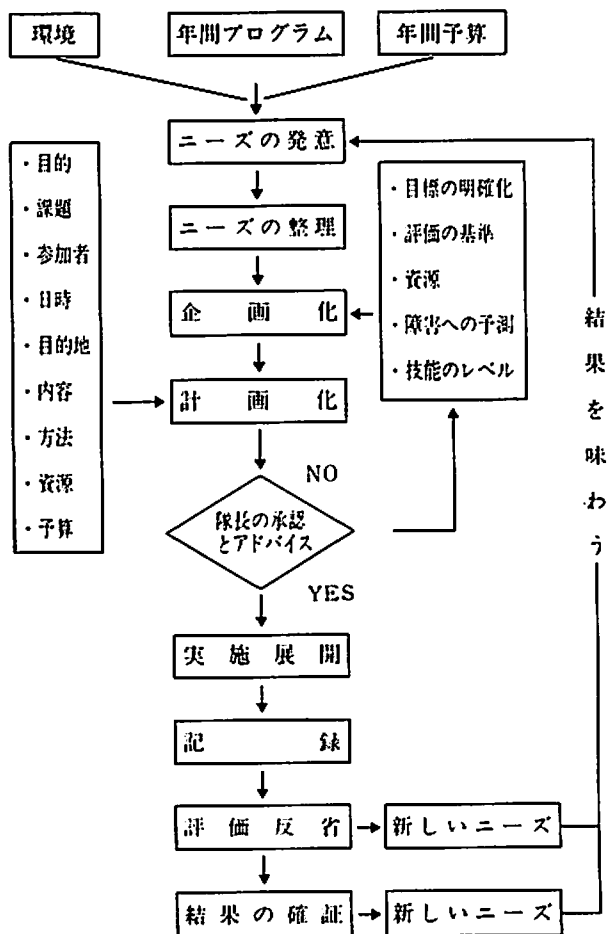 環境
年間プログラム
年間予算
ニーズの発意
・目的
・課題
・参加者
・日時
・目的地
・内容
・方法
・資源
・予算
ニーズの整理
企画化
計画化
・目標の明確化
・評価の基準
・資源
・障害への予測
・技能のレベル
結果を味わう
NO
隊長の承認
とアドバイス
YES
実施展開
記録
評価反省
新しいニーズ
結果の確証
新しいニーズ